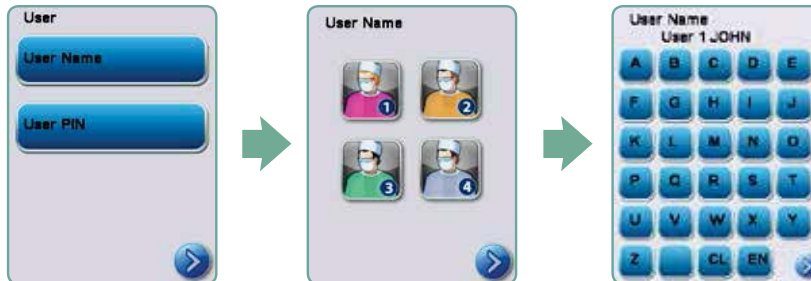 User
User Name
User PIN
User Name
1
2
3
4
User Name
User 1 JOHN
A B C D E
F G H I J
K L M N O
P Q R S T
U V W X Y
Z CL EN